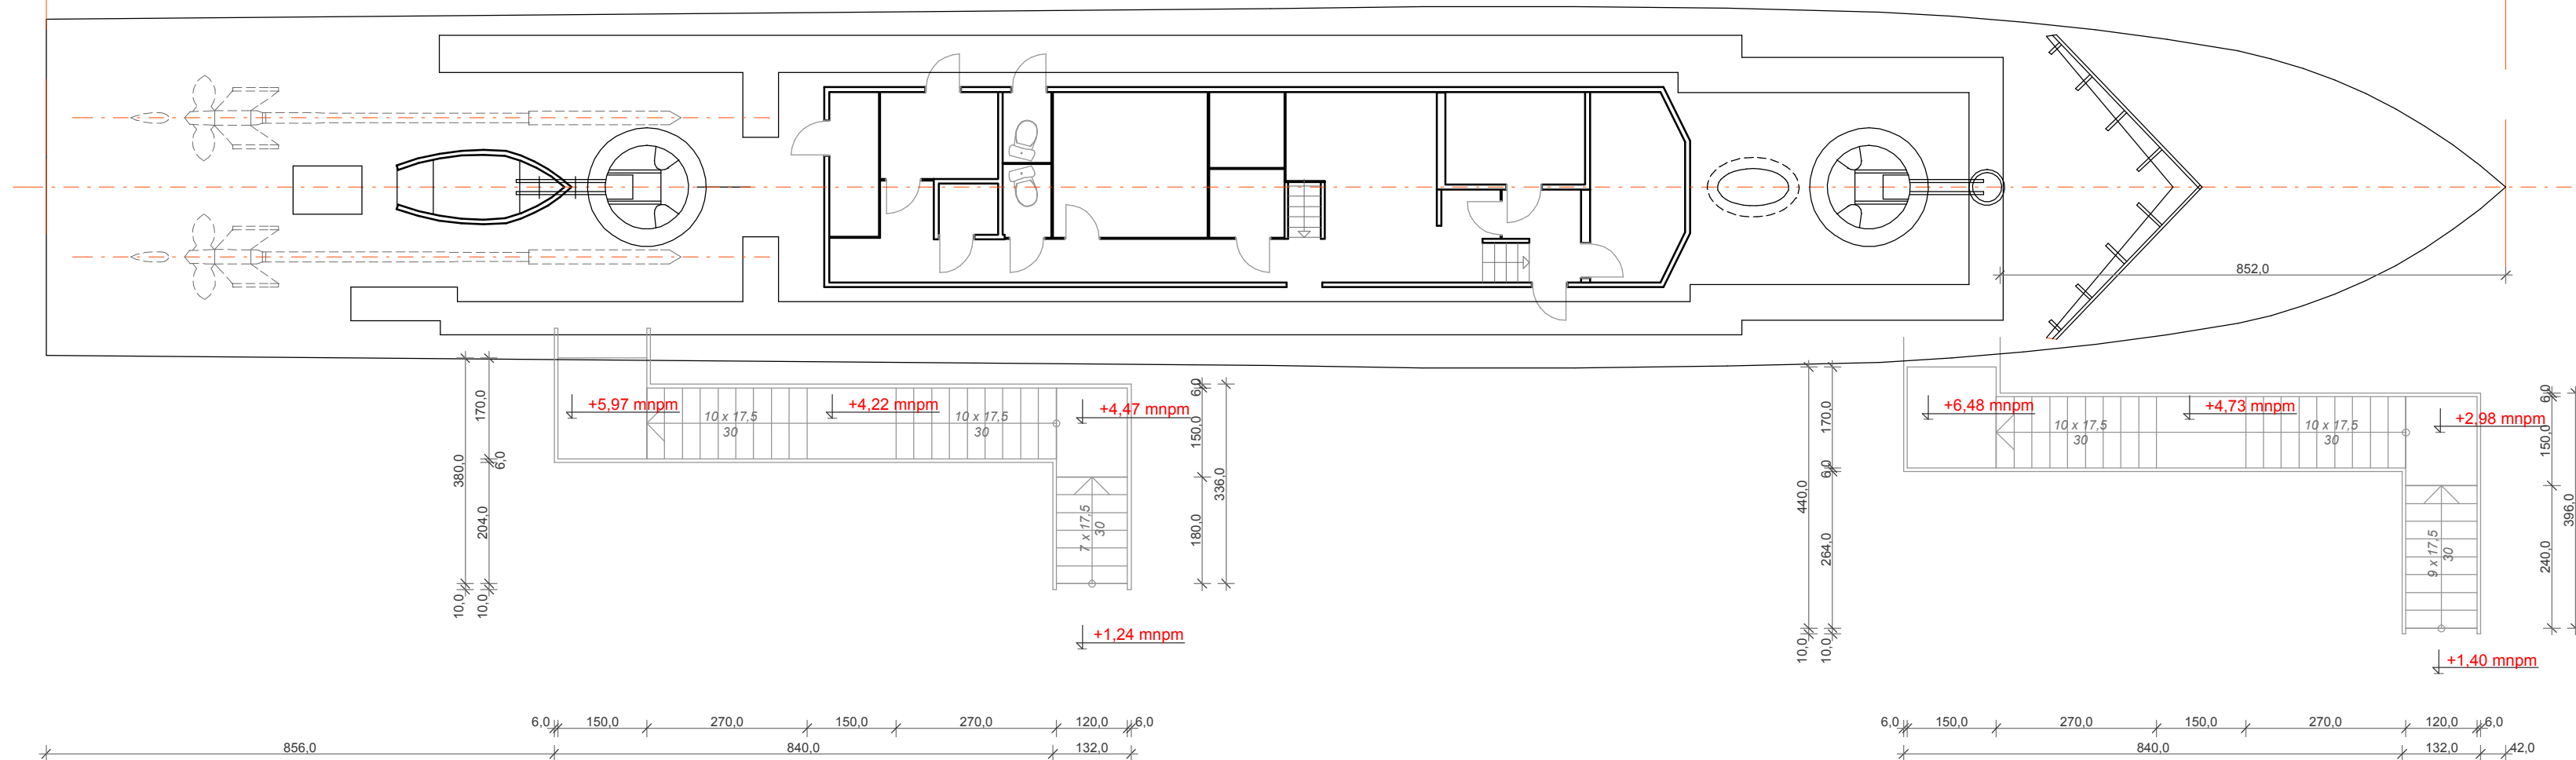 852,0
+5,97 mnpm
+4,22 mnpm
+4,47 mnpm
10 x 17,5
30
10 x 17,5
30
7 x 17,5
30
+1,24 mnpm
380,0
170,0
6,0
204,0
10,0
10,0
6,0
150,0
336,0
180,0
+6,48 mnpm
+4,73 mnpm
+2,98 mnpm
10 x 17,5
30
10 x 17,5
30
9 x 17,5
30
+1,40 mnpm
440,0
170,0
6,0
264,0
10,0
10,0
6,0
150,0
396,0
240,0
6,0 150,0 270,0 150,0 270,0 120,0 6,0
856,0 840,0 132,0
6,0 150,0 270,0 150,0 270,0 120,0 6,0
840,0 132,0 42,0